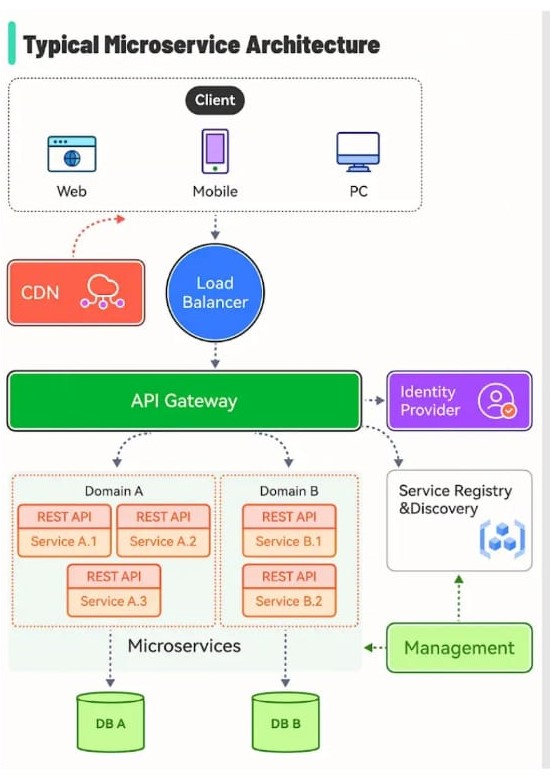 Typical Microservice Architecture
Client
Web
Mobile
PC
CDN
Load
Balancer
API Gateway
Identity
Provider
Domain A
REST API
Service A.1
REST API
Service A.2
REST API
Service A.3
Domain B
REST API
Service B.1
REST API
Service B.2
Service Registry
&Discovery
Microservices
Management
DB A
DB B